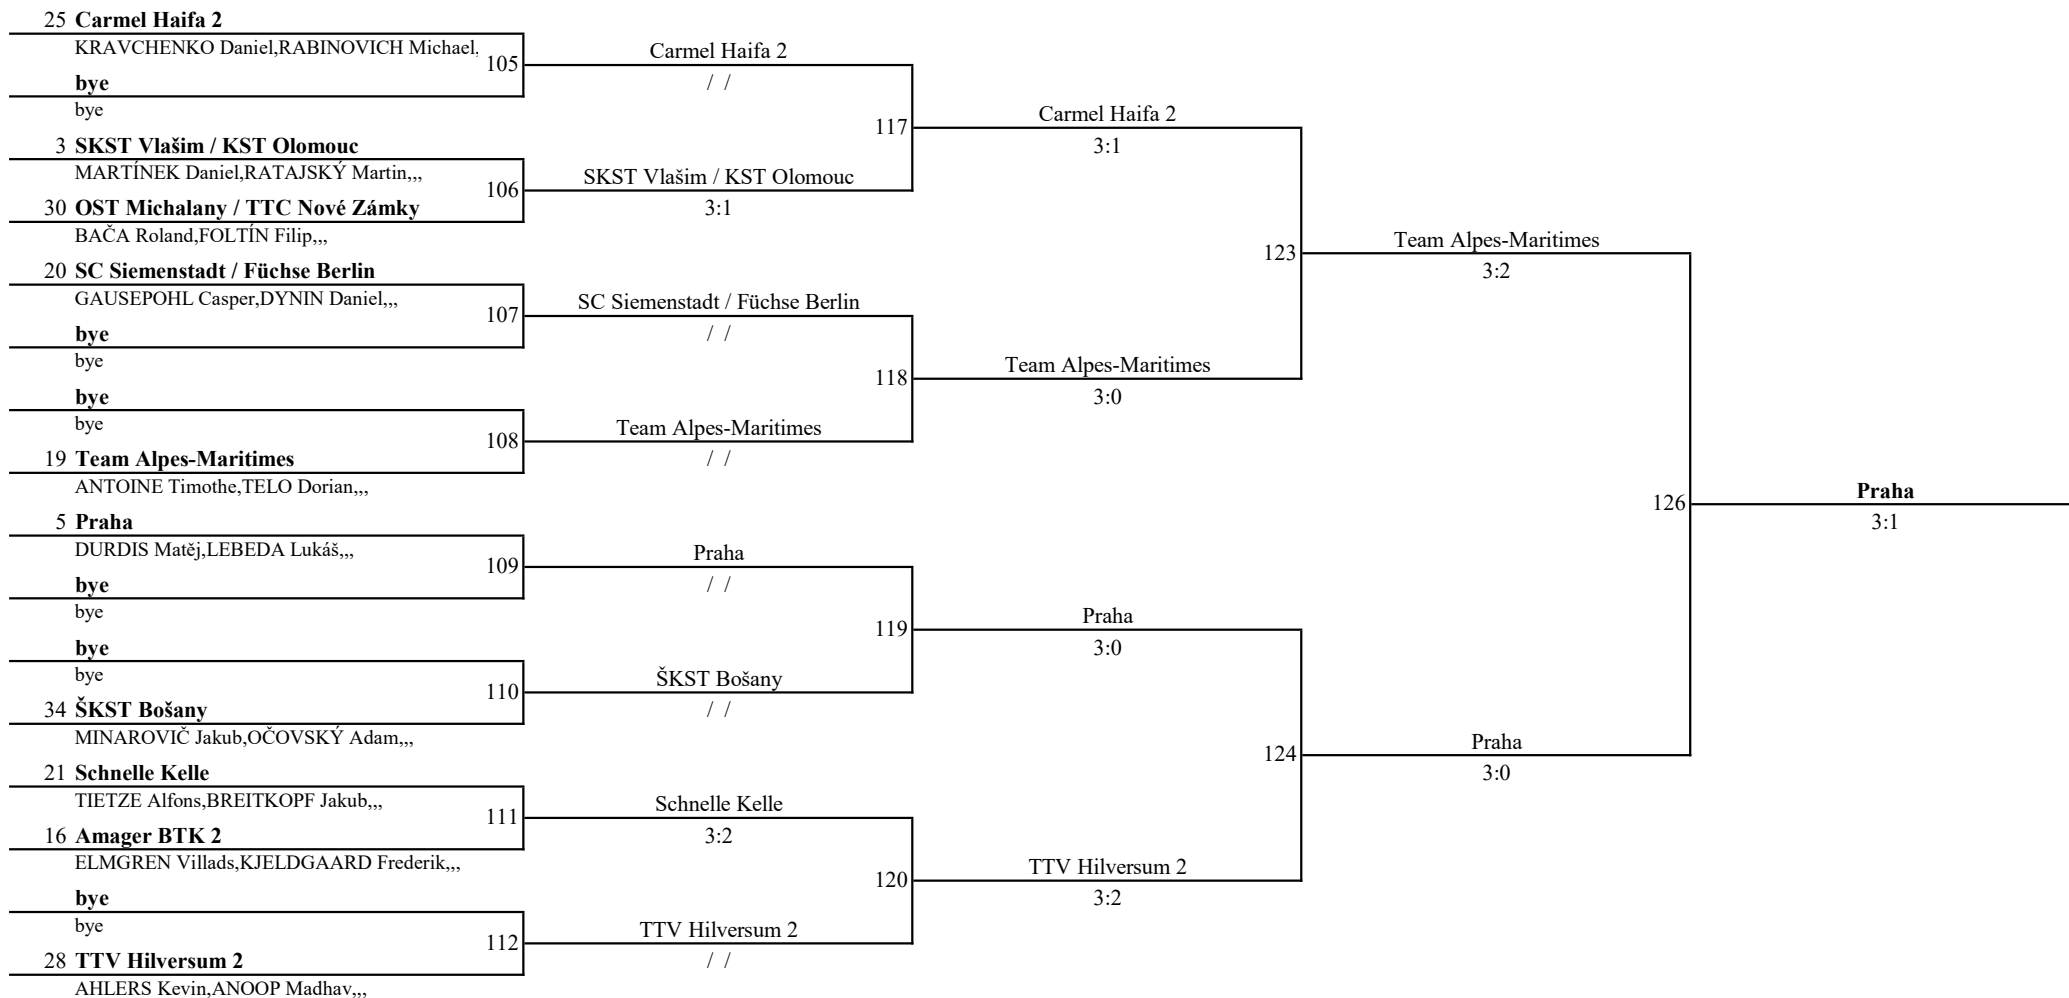 25 Carmel Haifa 2
KRAVCHENKO Daniel,RABINOVICH Michael,
105
Carmel Haifa 2
/ /
bye
bye
117
Carmel Haifa 2
3:1
3 SKST Vlašim / KST Olomouc
MARTÍNEK Daniel,RATAJSKÝ Martin,,,
106
SKST Vlašim / KST Olomouc
3:1
30 OST Michalany / TTC Nové Zámky
BAČA Roland,FOLTÍN Filip,,,
123
Team Alpes-Maritimes
3:2
20 SC Siemenstadt / Füchse Berlin
GAUSEPOHL Casper,DYNIN Daniel,,,
107
SC Siemenstadt / Füchse Berlin
/ /
bye
bye
118
Team Alpes-Maritimes
3:0
bye
bye
108
Team Alpes-Maritimes
/ /
19 Team Alpes-Maritimes
ANTOINE Timothe,TELO Dorian,,,
126
Praha
3:1
5 Praha
DURDIS Matěj,LEBEDA Lukáš,,,
109
Praha
/ /
bye
bye
119
Praha
3:0
bye
bye
110
ŠKST Bošany
/ /
34 ŠKST Bošany
MINAROVIČ Jakub,OČOVSKÝ Adam,,,
124
Praha
3:0
21 Schnelle Kelle
TIETZE Alfons,BREITKOPF Jakub,,,
111
Schnelle Kelle
3:2
16 Amager BTK 2
ELMGREN Villads,KJELDGAARD Frederik,,,
120
TTV Hilversum 2
3:2
bye
bye
112
TTV Hilversum 2
/ /
28 TTV Hilversum 2
AHLERS Kevin,ANOOP Madhav,,,